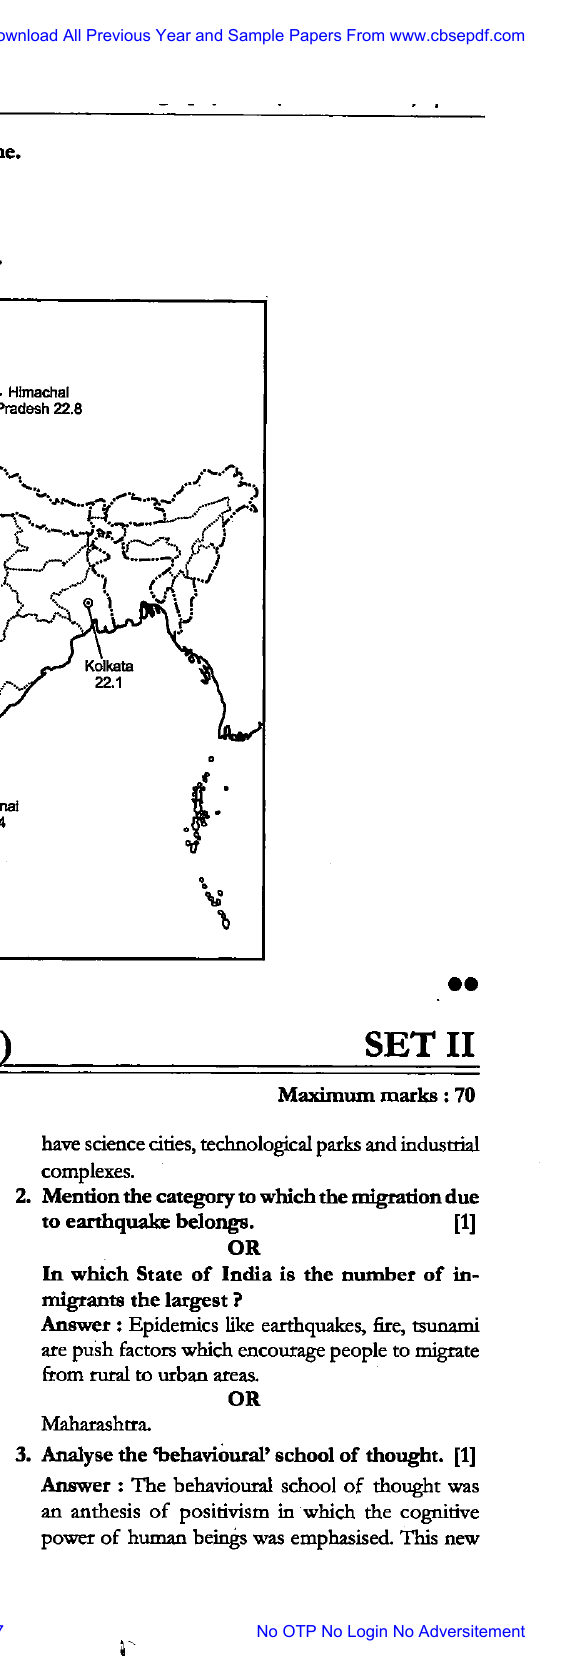 ownload All Previous Year and Sample Papers From www.cbsepdf.com
ne.
Himachal
Pradesh 22.8
Kolkata
22.1
nai
4
SET II
Maximum marks : 70
have science cities, technological parks and industrial
complexes.
2. Mention the category to which the migration due
to earthquake belongs. [1]
OR
In which State of India is the number of in-
migrants the largest ?
Answer : Epidemics like earthquakes, fire, tsunami
are push factors which encourage people to migrate
from rural to urban areas.
OR
Maharashtra.
3. Analyse the ‘behavioural’ school of thought. [1]
Answer : The behavioural school of thought was
an anthesis of positivism in which the cognitive
power of human beings was emphasised. This new
No OTP No Login No Adversitement